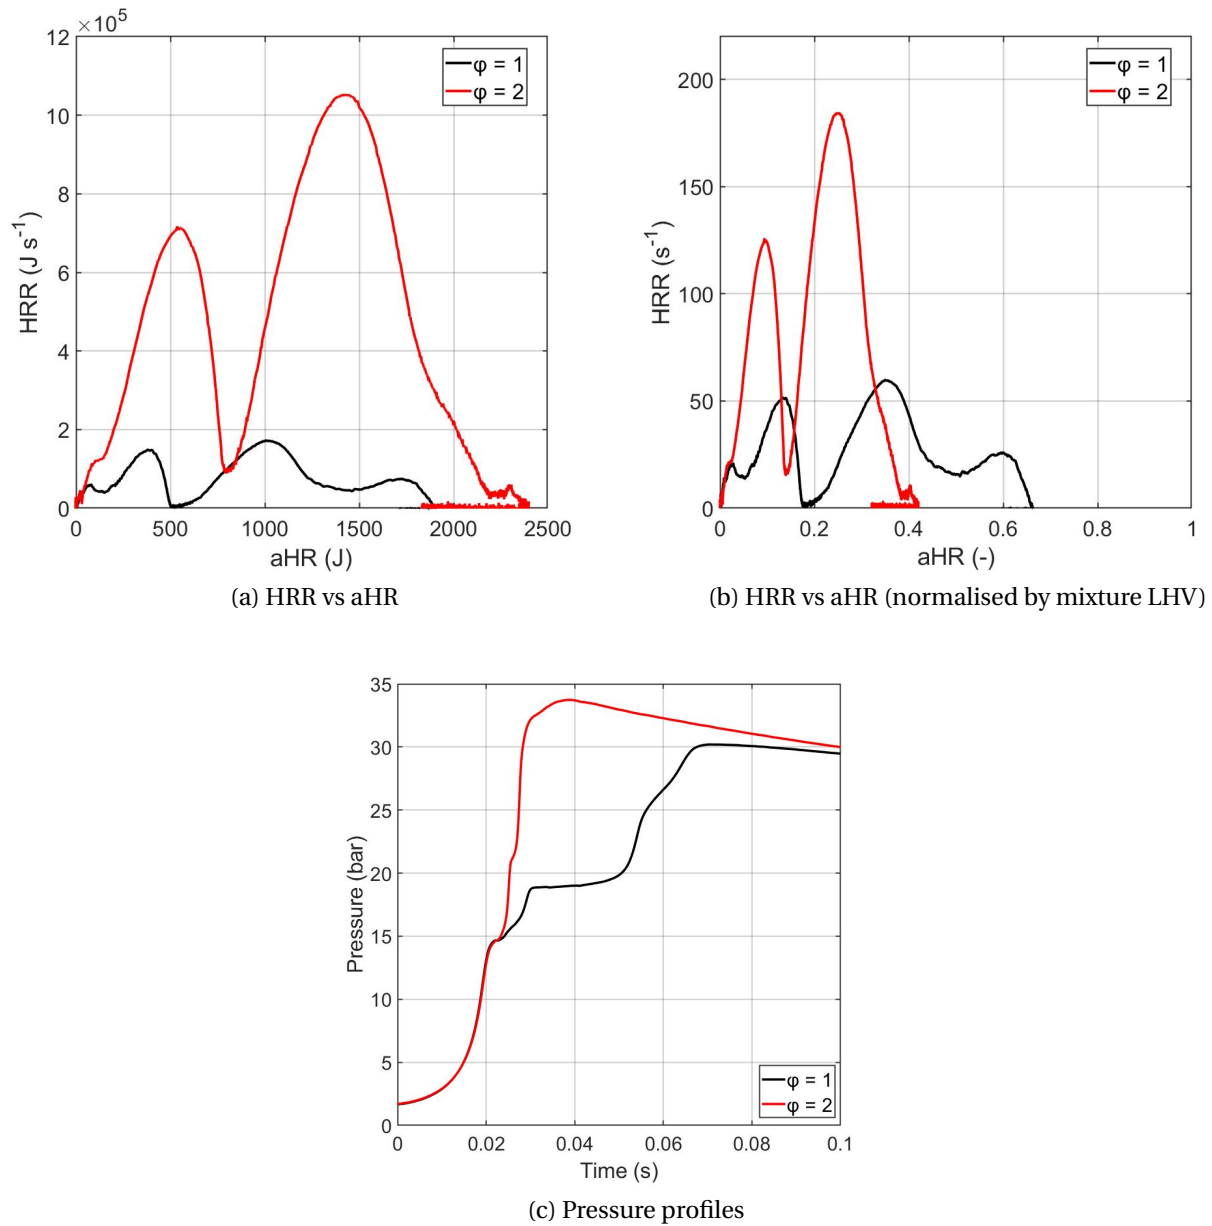 ×10⁵
12
10
8
6
4
2
0
HRR (J s⁻¹)
0 500 1000 1500 2000 2500
aHR (J)
φ = 1
φ = 2
(a) HRR vs aHR
200
150
100
50
0
HRR (s⁻¹)
0 0.2 0.4 0.6 0.8 1
aHR (-)
φ = 1
φ = 2
(b) HRR vs aHR (normalised by mixture LHV)
35
30
25
20
15
10
5
0
Pressure (bar)
0 0.02 0.04 0.06 0.08 0.1
Time (s)
φ = 1
φ = 2
(c) Pressure profiles